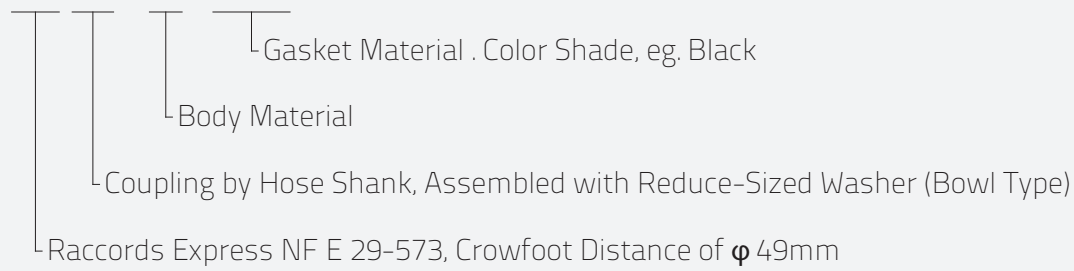 Gasket Material . Color Shade, eg. Black
Body Material
Coupling by Hose Shank, Assembled with Reduce-Sized Washer (Bowl Type)
Raccords Express NF E 29-573, Crowfoot Distance of φ 49mm